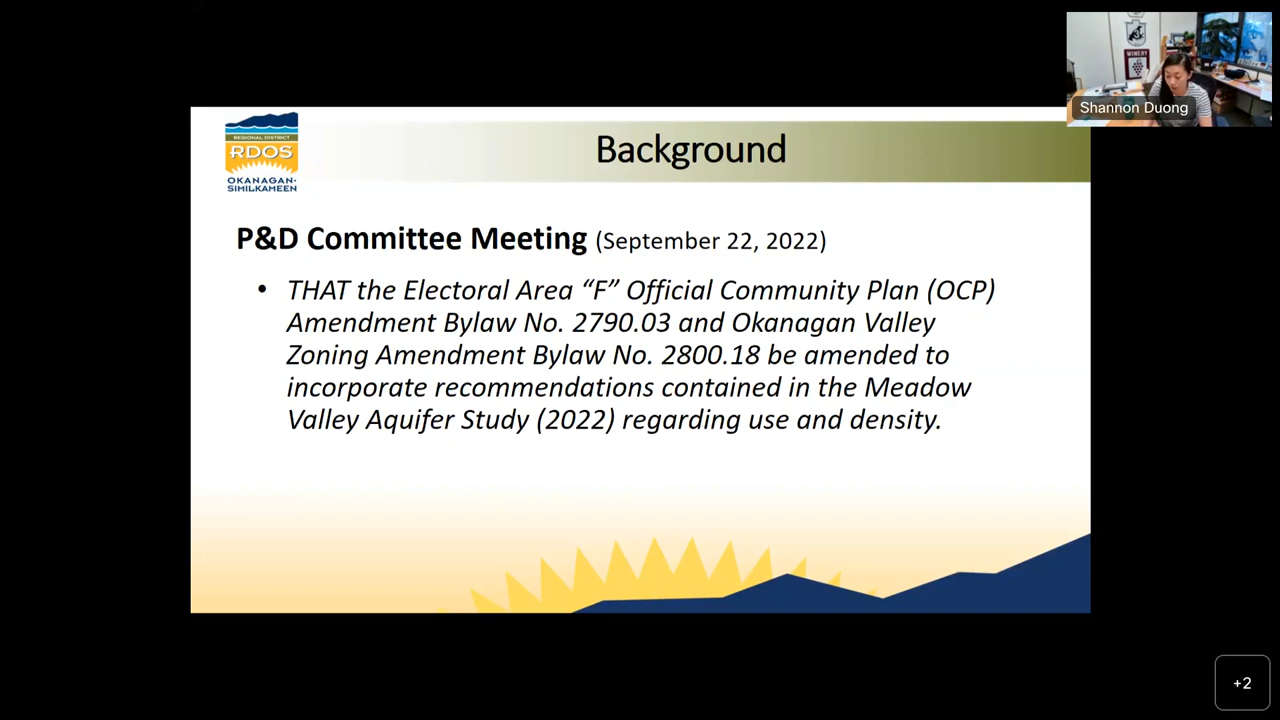 WINERY
Shannon Duong
REGIONAL DISTRICT
RDOS
OKANAGAN-
SIMILKAMEEN
Background
P&D Committee Meeting (September 22, 2022)
• THAT the Electoral Area “F” Official Community Plan (OCP)
Amendment Bylaw No. 2790.03 and Okanagan Valley
Zoning Amendment Bylaw No. 2800.18 be amended to
incorporate recommendations contained in the Meadow
Valley Aquifer Study (2022) regarding use and density.
+2